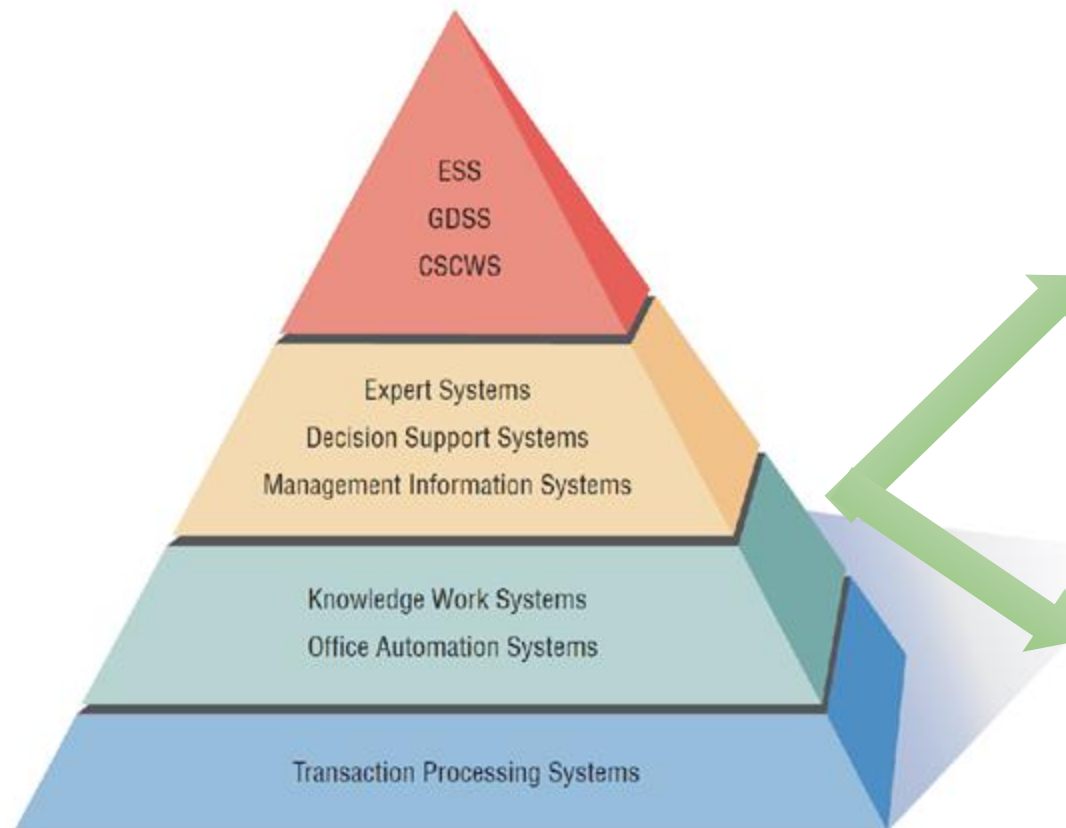 ESS
GDSS
CSCWS
Expert Systems
Decision Support Systems
Management Information Systems
Knowledge Work Systems
Office Automation Systems
Transaction Processing Systems